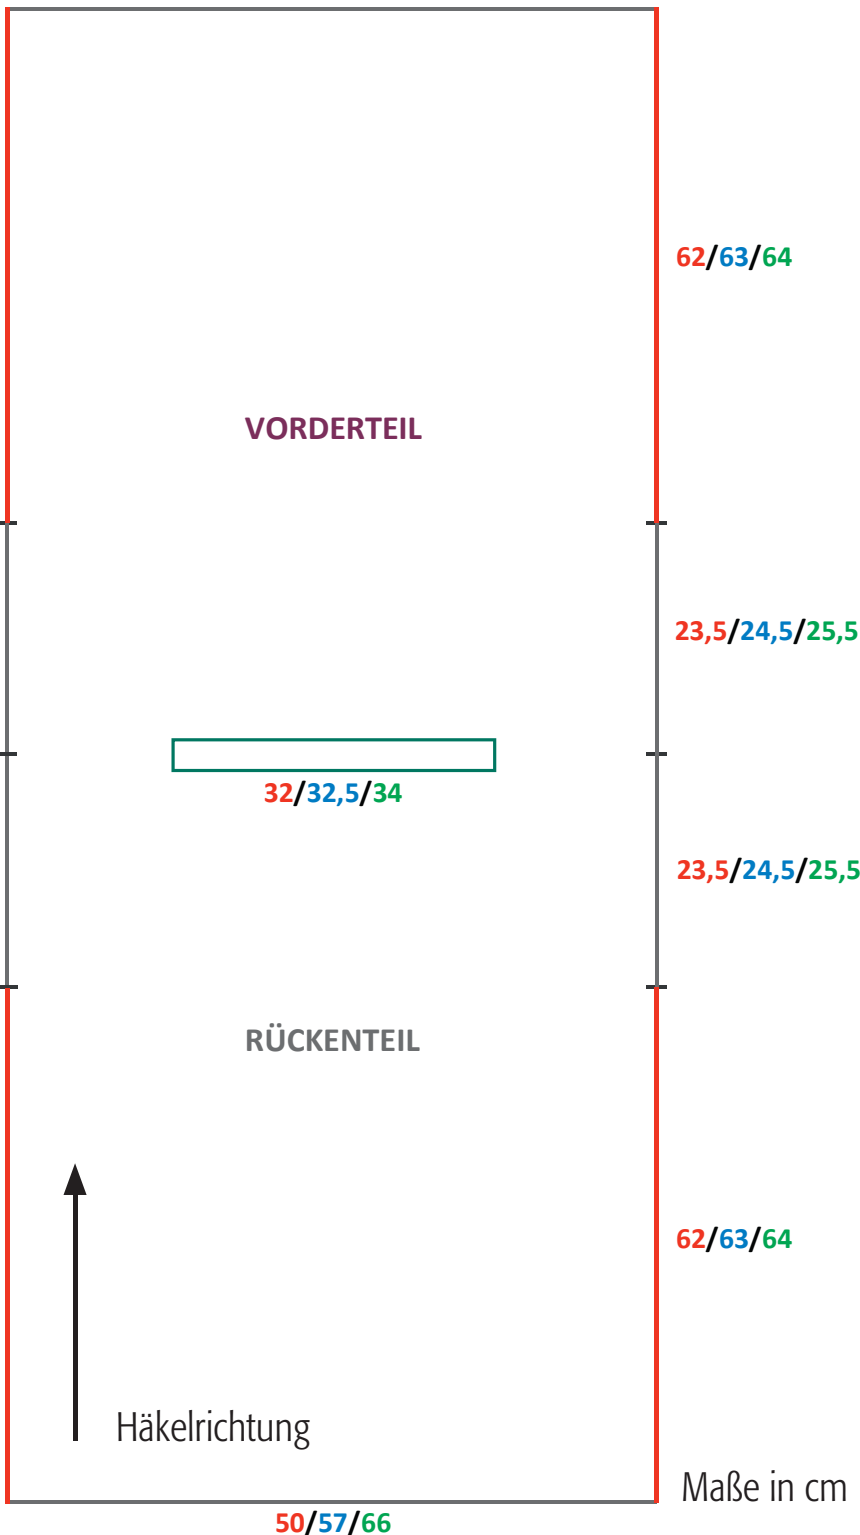 62/63/64
VORDERTEIL
23,5/24,5/25,5
32/32,5/34
23,5/24,5/25,5
RÜCKENTEIL
62/63/64
Häkelrichtung
Maße in cm
50/57/66